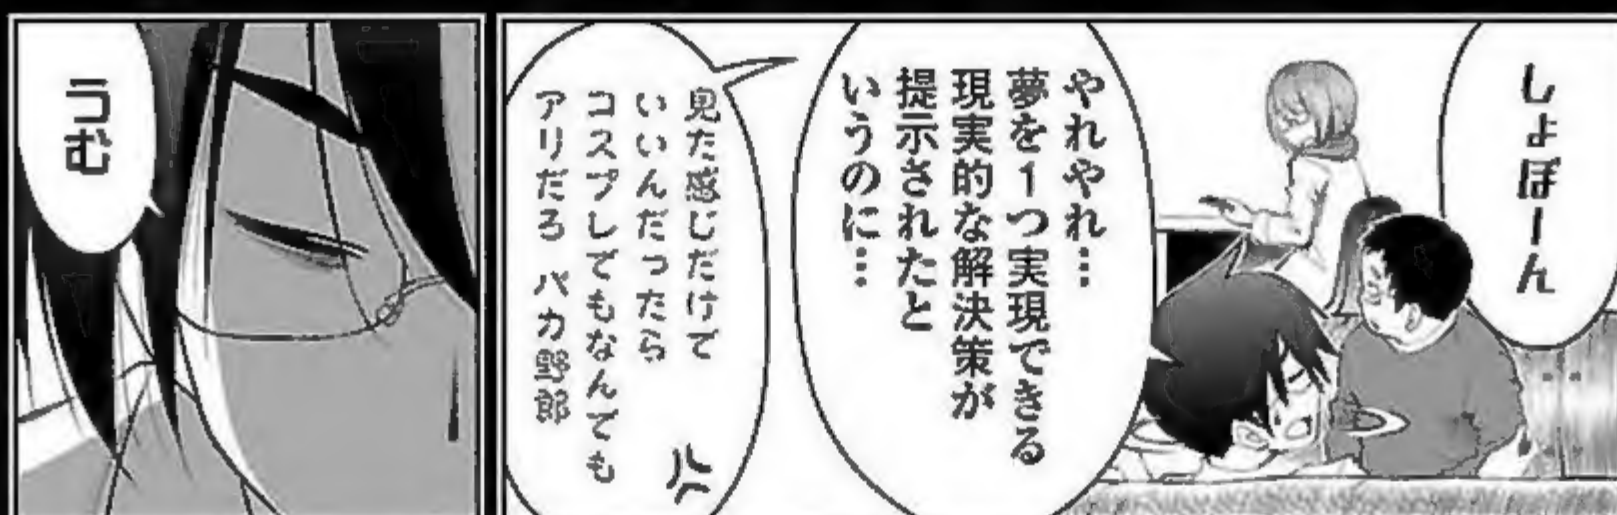 しょぼーん
やれやれ…
夢を1つ実現できる
現実的な解決策が
提示されたと
いうのに…
見た感じだけで
いいんだったら
コスプレでもなんでも
アリだろ バカ野郎
うむ